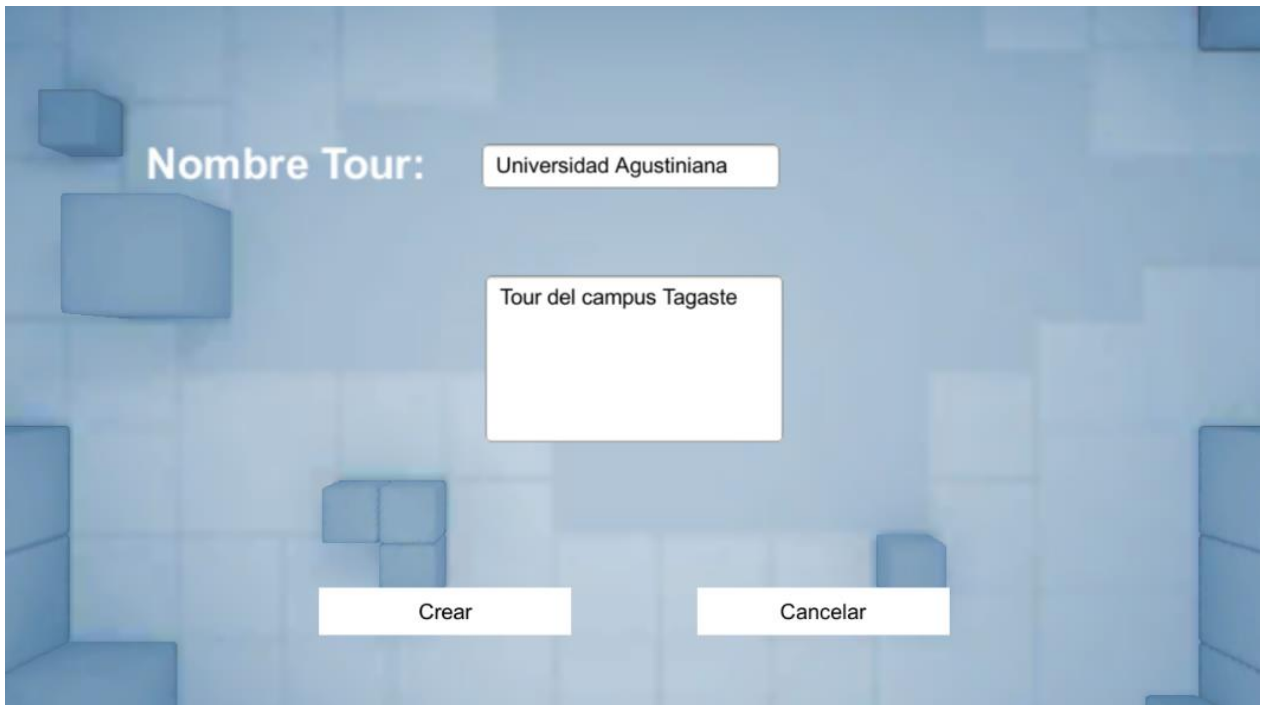 Nombre Tour:
Universidad Agustiniana
Tour del campus Tagaste
Crear
Cancelar